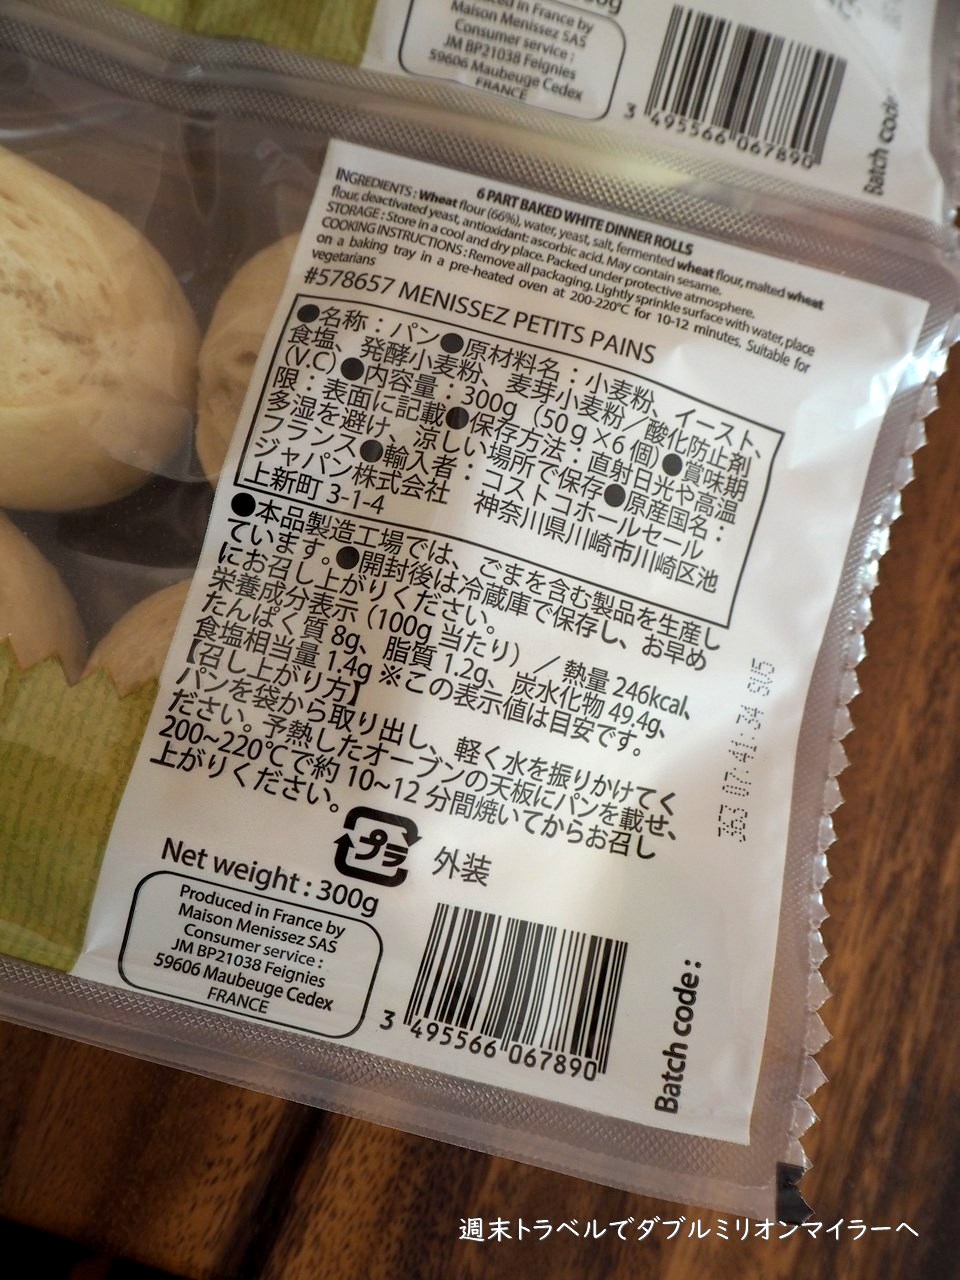 Maison Menissez SAS
Consumer service :
JM BP21038 Feignies
59606 Maubeuge Cedex
FRANCE
3 495566 067890
Batch code
6 PART BAKED WHITE DINNER ROLLS
INGREDIENTS : Wheat flour (66%), water, yeast, salt, fermented wheat flour, malted wheat
flour, deactivated yeast, antioxidant: ascorbic acid. May contain sesame.
STORAGE : Store in a cool and dry place. Packed under protective atmosphere.
COOKING INSTRUCTIONS : Remove all packaging. Lightly sprinkle surface with water, place
on a baking tray in a pre-heated oven at 200-220°C for 10-12 minutes. Suitable for
vegetarians
#578657 MENISSEZ PETITS PAINS
●名称：パン●原材料名：小麦粉、イースト、
食塩、発酵小麦粉、麦芽小麦粉／酸化防止剤
(V.C)●内容量：300g（50g×6個)●賞味期
限：表面に記載●保存方法：直射日光や高温
多湿を避け、涼しい場所で保存●原産国名：
フランス●輸入者：コストコホールセール
ジャパン株式会社 神奈川県川崎市川崎区池
上新町 3-1-4
●本品製造工場では、ごまを含む製品を生産し
ています。●開封後は冷蔵庫で保存し、お早め
にお召し上がりください。
栄養成分表示（100g 当たり）／熱量 246kcal、
たんぱく質 8g、脂質 1.2g、炭水化物 49.4g、
食塩相当量 1.4g ※この表示値は目安です。
【召し上がり方】
パンを袋から取り出し、軽く水を振りかけてく
ださい。予熱したオーブンの天板にパンを載せ、
200~220℃で約 10~12 分間焼いてからお召し
上がりください。
プラ 外装
Net weight : 300g
Produced in France by
Maison Menissez SAS
Consumer service :
JM BP21038 Feignies
59606 Maubeuge Cedex
FRANCE
3 495566 067890
Batch code :
週末トラベルでダブルミリオンマイラーへ